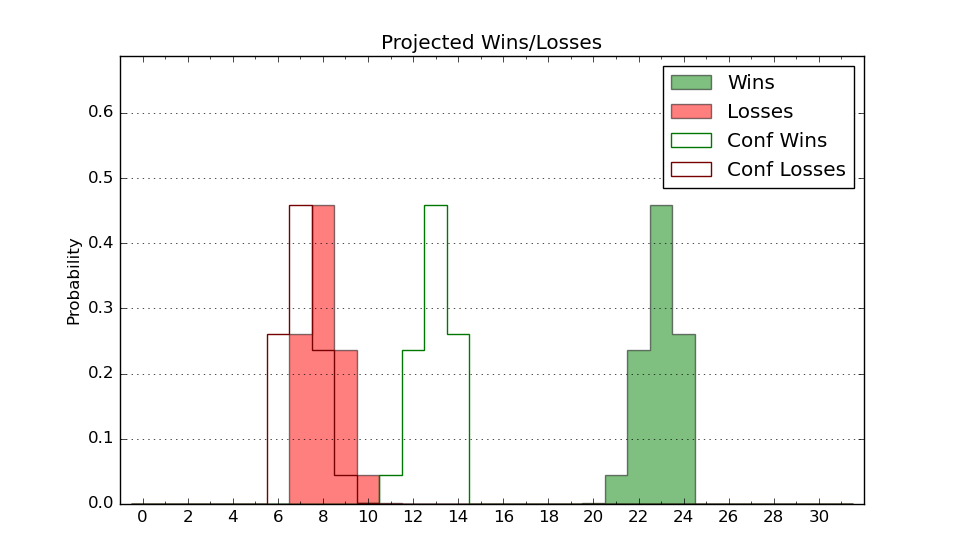 Projected Wins/Losses
Wins
Losses
Conf Wins
Conf Losses
Probability
0.6
0.5
0.4
0.3
0.2
0.1
0.0
0 2 4 6 8 10 12 14 16 18 20 22 24 26 28 30